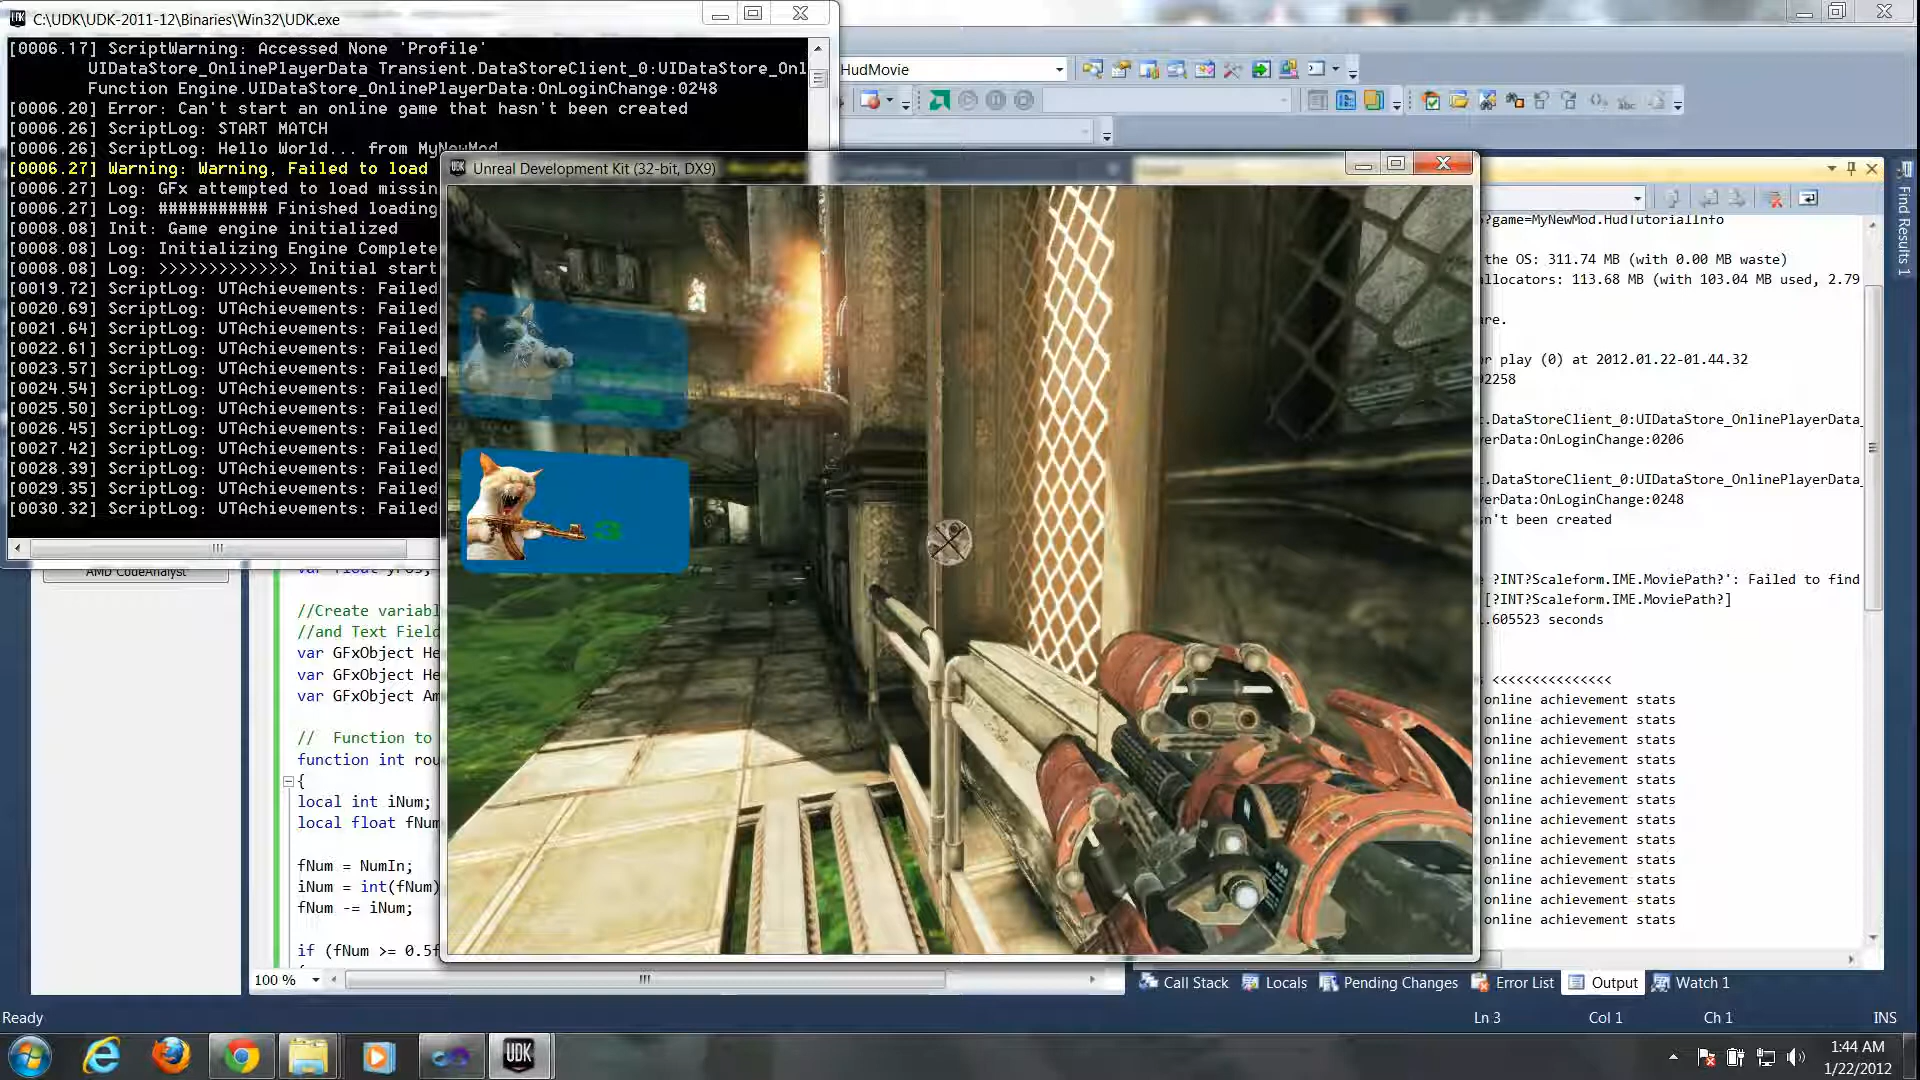 C:\UDK\UDK-2011-12\Binaries\Win32\UDK.exe
[0006.17] ScriptWarning: Accessed None 'Profile'
UIDataStore_OnlinePlayerData Transient.DataStoreClient_0:UIDataStore_Onl
Function Engine.UIDataStore_OnlinePlayerData:OnLoginChange:0248
[0006.20] Error: Can't start an online game that hasn't been created
[0006.26] ScriptLog: START MATCH
[0006.26] ScriptLog: Hello World... from MyNewMod
[0006.27] Warning: Warning, Failed to load
[0006.27] Log: GFx attempted to load missin
[0006.27] Log: ########### Finished loading
[0008.08] Init: Game engine initialized
[0008.08] Log: Initializing Engine Complete
[0008.08] Log: >>>>>>>>>>>>>> Initial start
[0019.72] ScriptLog: UTAchievements: Failed
[0020.69] ScriptLog: UTAchievements: Failed
[0021.64] ScriptLog: UTAchievements: Failed
[0022.61] ScriptLog: UTAchievements: Failed
[0023.57] ScriptLog: UTAchievements: Failed
[0024.54] ScriptLog: UTAchievements: Failed
[0025.50] ScriptLog: UTAchievements: Failed
[0026.45] ScriptLog: UTAchievements: Failed
[0027.42] ScriptLog: UTAchievements: Failed
[0028.39] ScriptLog: UTAchievements: Failed
[0029.35] ScriptLog: UTAchievements: Failed
[0030.32] ScriptLog: UTAchievements: Failed
HudMovie
Unreal Development Kit (32-bit, DX9)
3
AMD CodeAnalyst
var float yPos;
//Create variabl
//and Text Field
var GFxObject He
var GFxObject He
var GFxObject Am
// Function to
function int rou
{
local int iNum;
local float fNum
fNum = NumIn;
iNum = int(fNum)
fNum -= iNum;
if (fNum >= 0.5f
100 %
?game=MyNewMod.HudTutorialInfo
the OS: 311.74 MB (with 0.00 MB waste)
llocators: 113.68 MB (with 103.04 MB used, 2.79
re.
r play (0) at 2012.01.22-01.44.32
2258
t.DataStoreClient_0:UIDataStore_OnlinePlayerData_
erData:OnLoginChange:0206
t.DataStoreClient_0:UIDataStore_OnlinePlayerData_
erData:OnLoginChange:0248
n't been created
e ?INT?Scaleform.IME.MoviePath?': Failed to find
[?INT?Scaleform.IME.MoviePath?]
.605523 seconds
<<<<<<<<<<<<<<<
online achievement stats
online achievement stats
online achievement stats
online achievement stats
online achievement stats
online achievement stats
online achievement stats
online achievement stats
online achievement stats
online achievement stats
online achievement stats
online achievement stats
Find Results 1
Call Stack
Locals
Pending Changes
Error List
Output
Watch 1
Ready
Ln 3
Col 1
Ch 1
INS
UDK
1:44 AM
1/22/2012